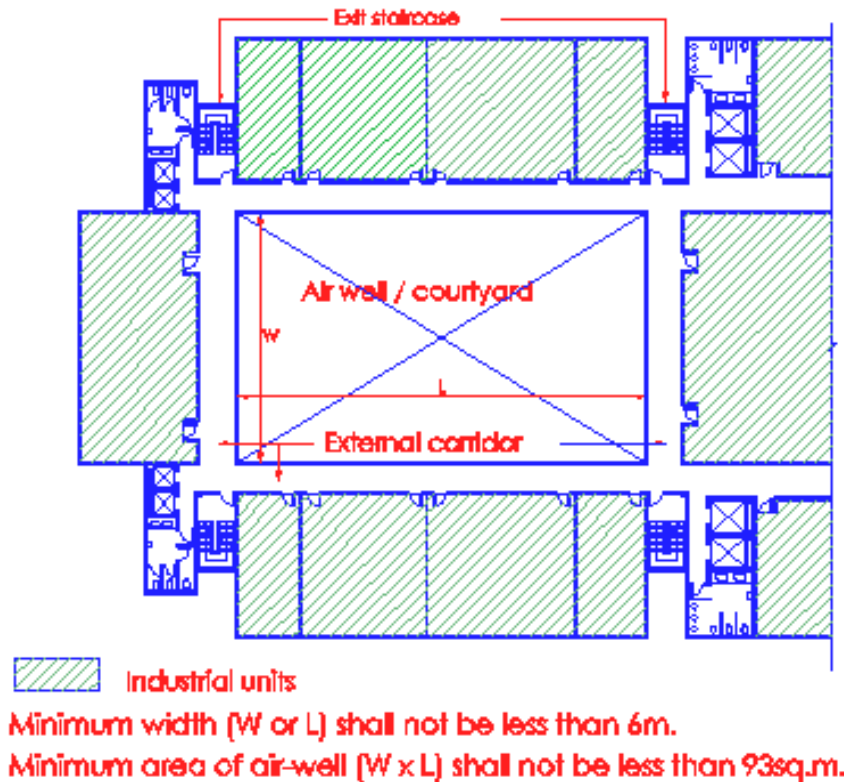 Exit staircase
Air well / courtyard
W
L
External corridor
Industrial units
Minimum width (W or L) shall not be less than 6m.
Minimum area of air-well (W x L) shall not be less than 93sq.m.